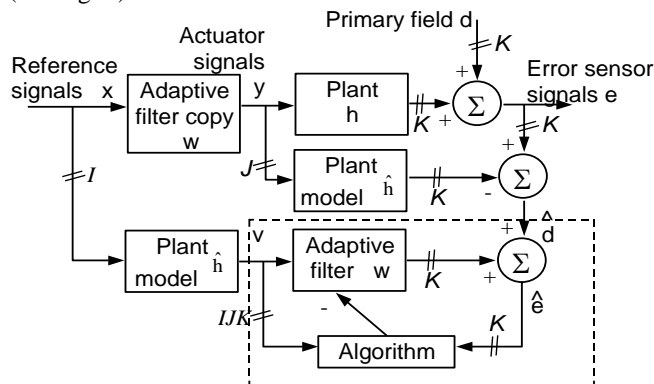 Primary field d
K
Actuator
signals
Reference
signals x
Adaptive
filter copy
w
y
Plant
h
K
+
+
Σ
Error sensor
signals e
K
I
J
Plant
model ĥ
K
+
-
Σ
d̂
Plant
model ĥ
v
Adaptive
filter w
K
+
+
Σ
ê
IJK
-
Algorithm
K